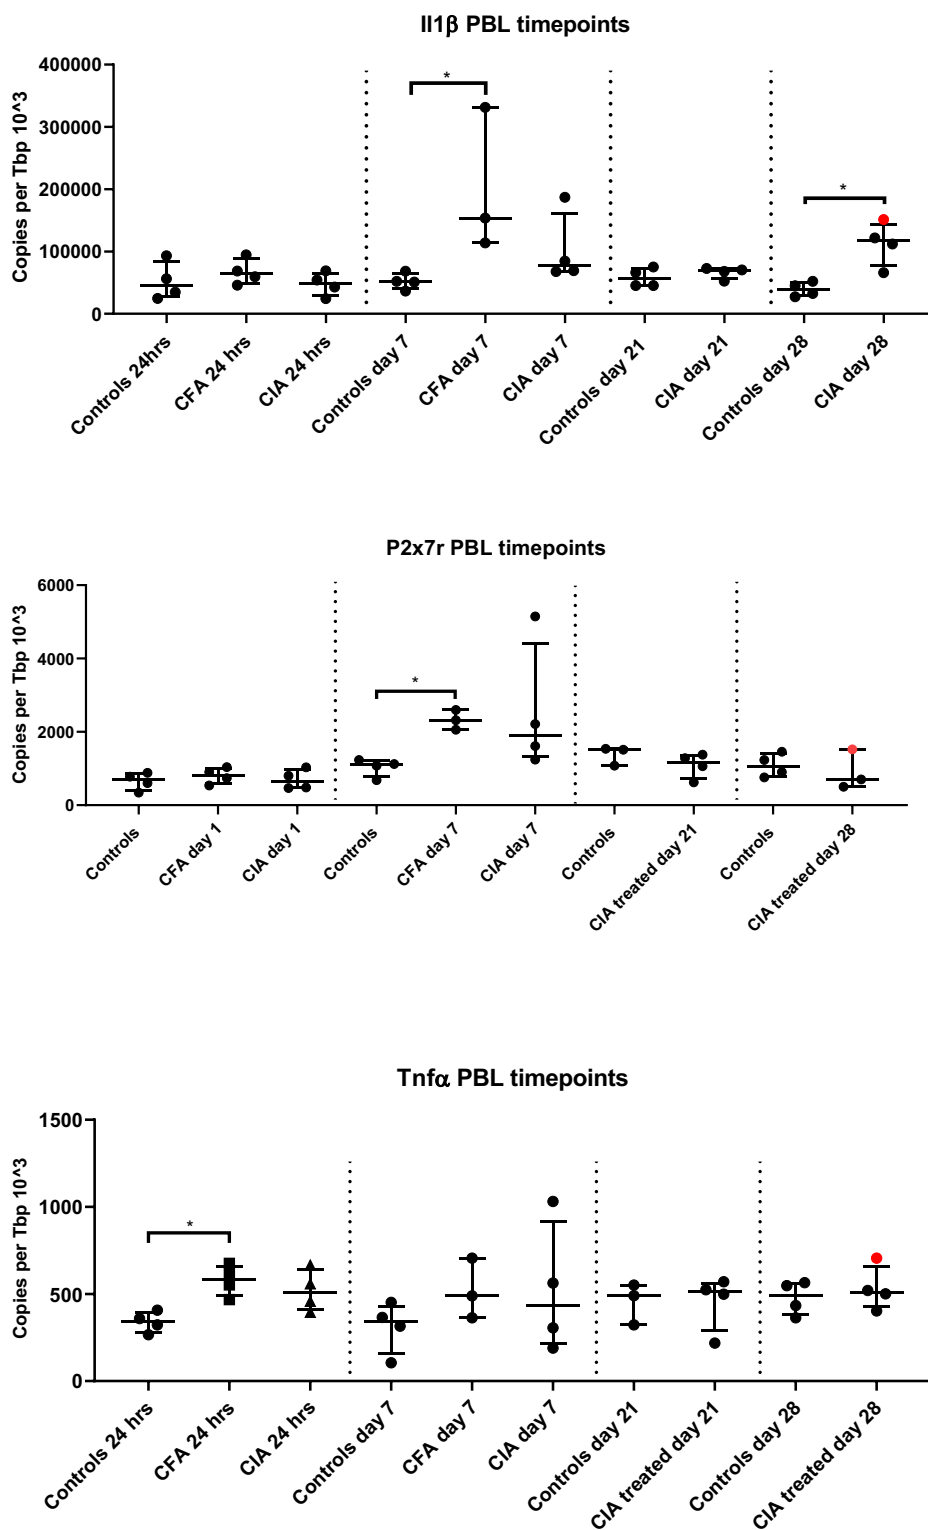 Il1β PBL timepoints
Copies per Tbp 10^3
400000
300000
200000
100000
0
*
*
Controls 24hrs
CFA 24 hrs
CIA 24 hrs
Controls day 7
CFA day 7
CIA day 7
Controls day 21
CIA day 21
Controls day 28
CIA day 28
P2x7r PBL timepoints
Copies per Tbp 10^3
6000
4000
2000
0
*
Controls
CFA day 1
CIA day 1
Controls
CFA day 7
CIA day 7
Controls
CIA treated day 21
Controls
CIA treated day 28
Tnfα PBL timepoints
Copies per Tbp 10^3
1500
1000
500
0
*
Controls 24 hrs
CFA 24 hrs
CIA 24 hrs
Controls day 7
CFA day 7
CIA day 7
Controls day 21
CIA treated day 21
Controls day 28
CIA treated day 28